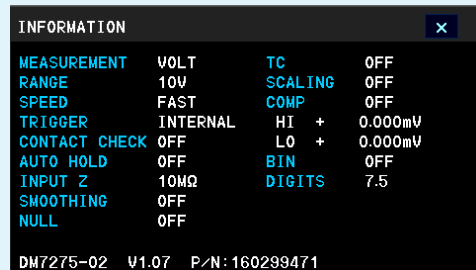 INFORMATION ×
MEASUREMENT VOLT TC OFF
RANGE 10V SCALING OFF
SPEED FAST COMP OFF
TRIGGER INTERNAL HI + 0.000mV
CONTACT CHECK OFF LO + 0.000mV
AUTO HOLD OFF BIN OFF
INPUT Z 10MΩ DIGITS 7.5
SMOOTHING OFF
NULL OFF
DM7275-02 V1.07 P/N:160299471